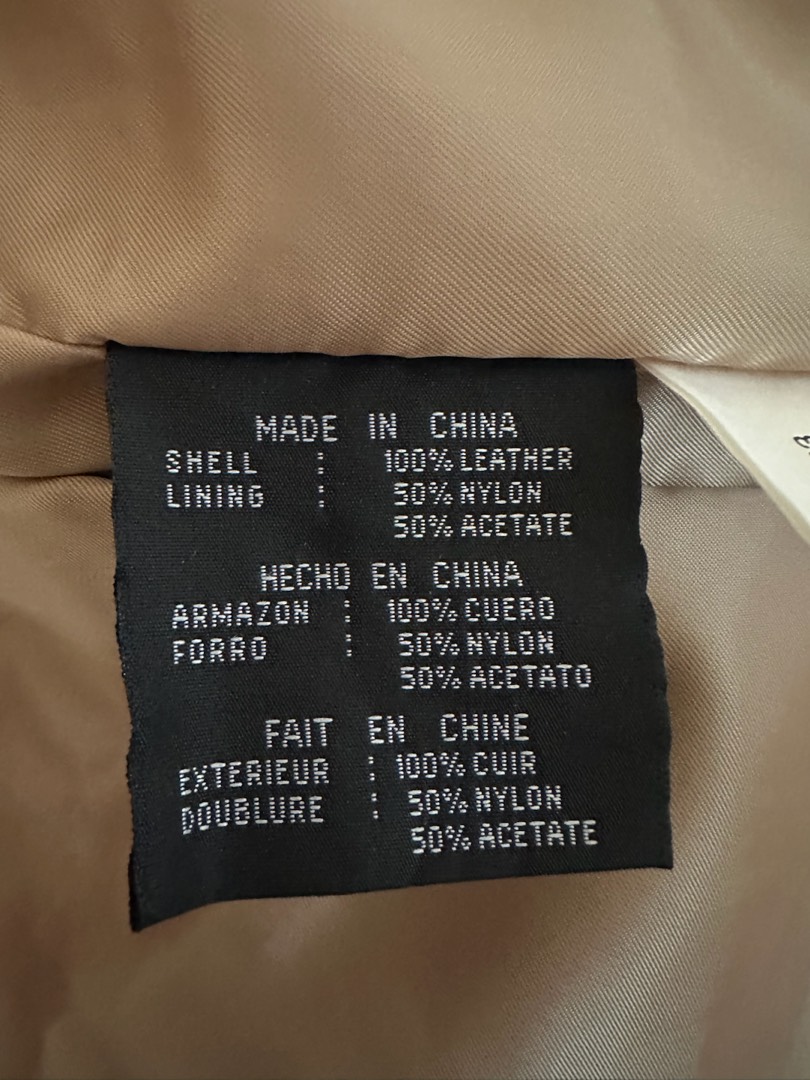 MADE IN CHINA
SHELL : 100% LEATHER
LINING : 50% NYLON
50% ACETATE
HECHO EN CHINA
ARMAZON : 100% CUERO
FORRO : 50% NYLON
50% ACETATO
FAIT EN CHINE
EXTERIEUR : 100% CUIR
DOUBLURE : 50% NYLON
50% ACETATE